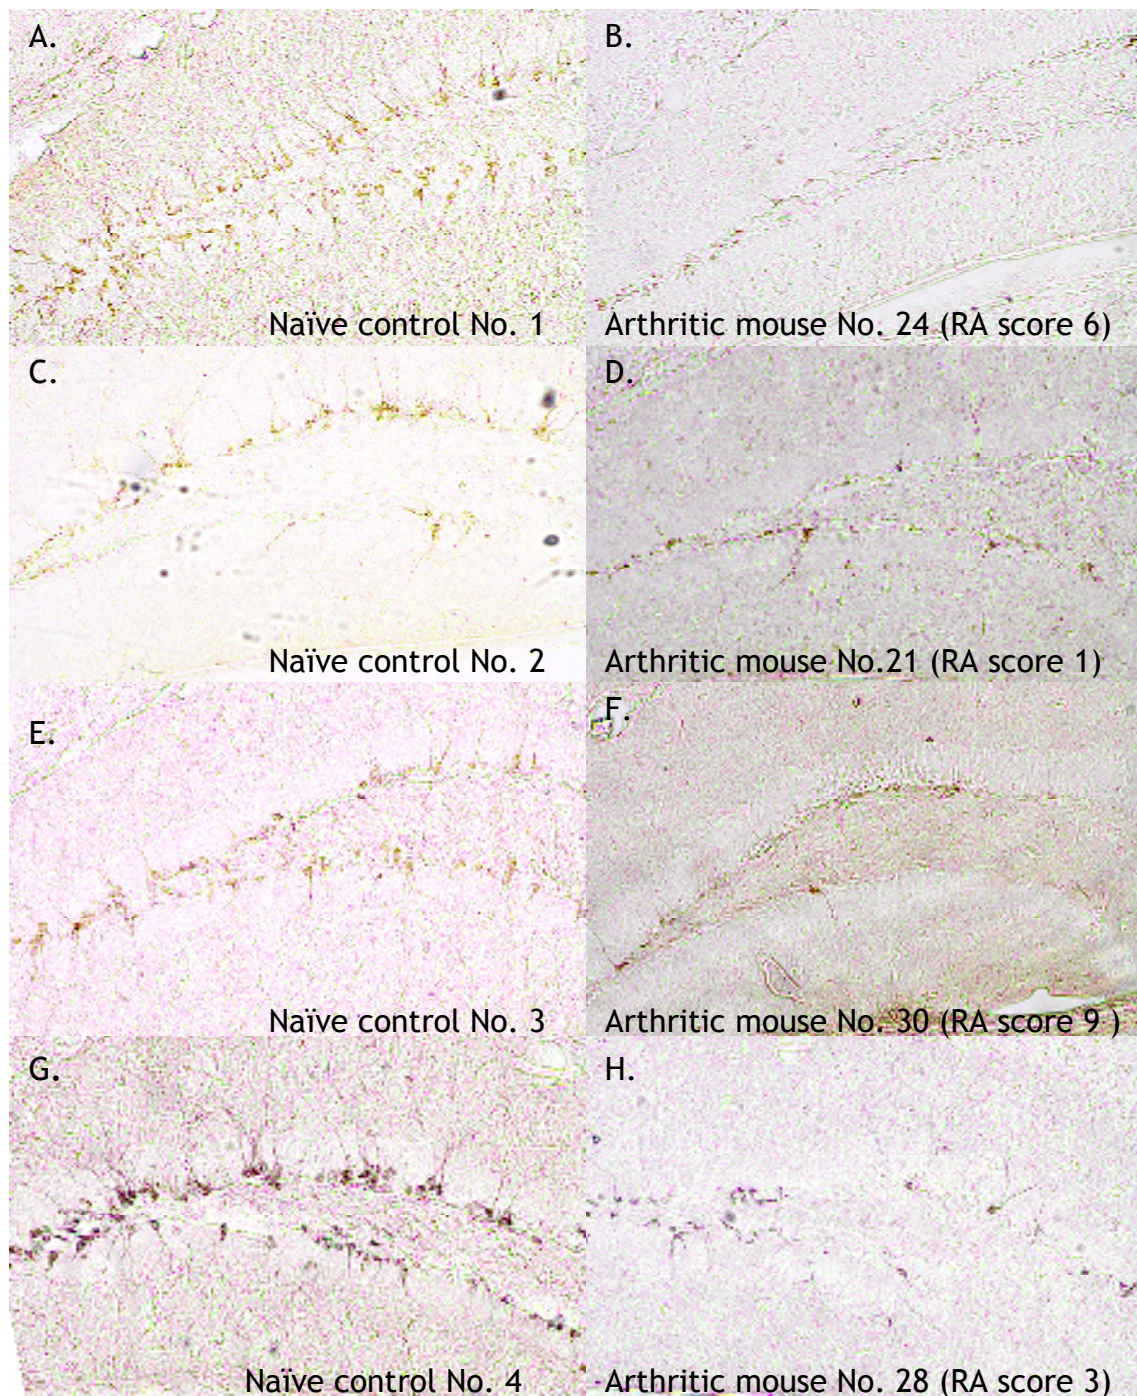 A.
B.
Naïve control No. 1
Arthritic mouse No. 24 (RA score 6)
C.
D.
Naïve control No. 2
Arthritic mouse No.21 (RA score 1)
E.
F.
Naïve control No. 3
Arthritic mouse No. 30 (RA score 9 )
G.
H.
Naïve control No. 4
Arthritic mouse No. 28 (RA score 3)